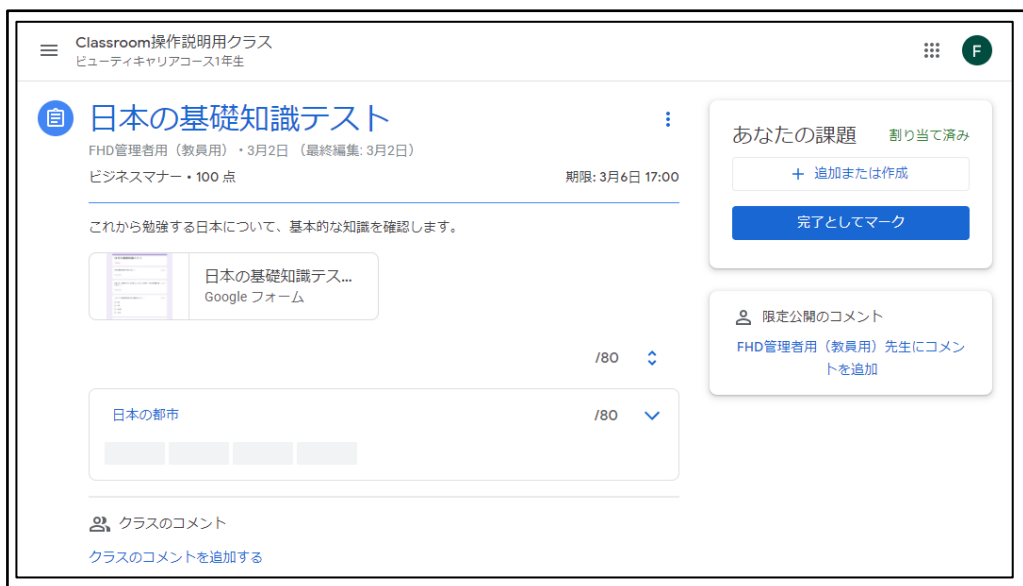 Classroom操作説明用クラス
ビューティキャリアコース1年生
F
日本の基礎知識テスト
FHD管理者用（教員用）・3月2日 （最終編集: 3月2日）
ビジネスマナー・100 点
期限: 3月6日 17:00
これから勉強する日本について、基本的な知識を確認します。
日本の基礎知識テス...
Google フォーム
/80
日本の都市
/80
クラスのコメント
クラスのコメントを追加する
あなたの課題
割り当て済み
＋ 追加または作成
完了としてマーク
限定公開のコメント
FHD管理者用（教員用）先生にコメン
トを追加